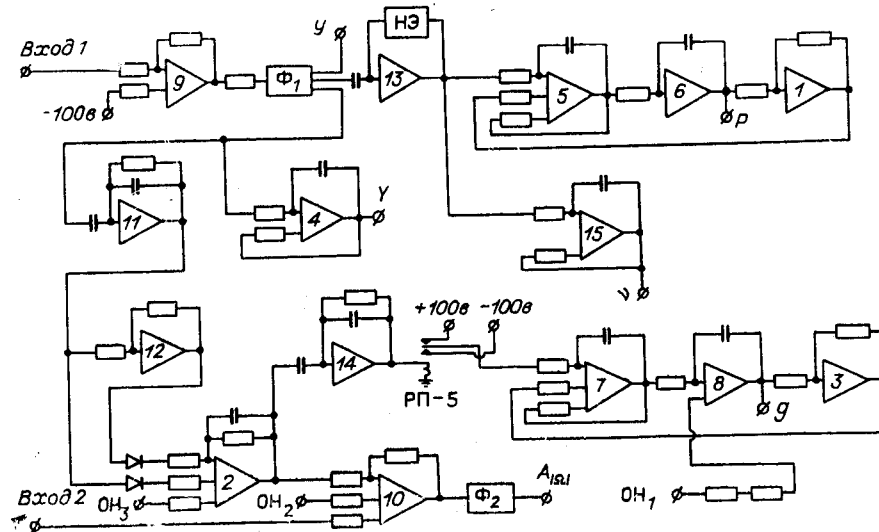 Вход 1
-100в
9
Ф₁
y
НЭ
13
5
6
р
1
11
4
Y
15
ν
12
14
+100в -100в
РП-5
7
8
g
3
2
Вход 2
ОН₃
ОН₂
10
Ф₂
ОН₁